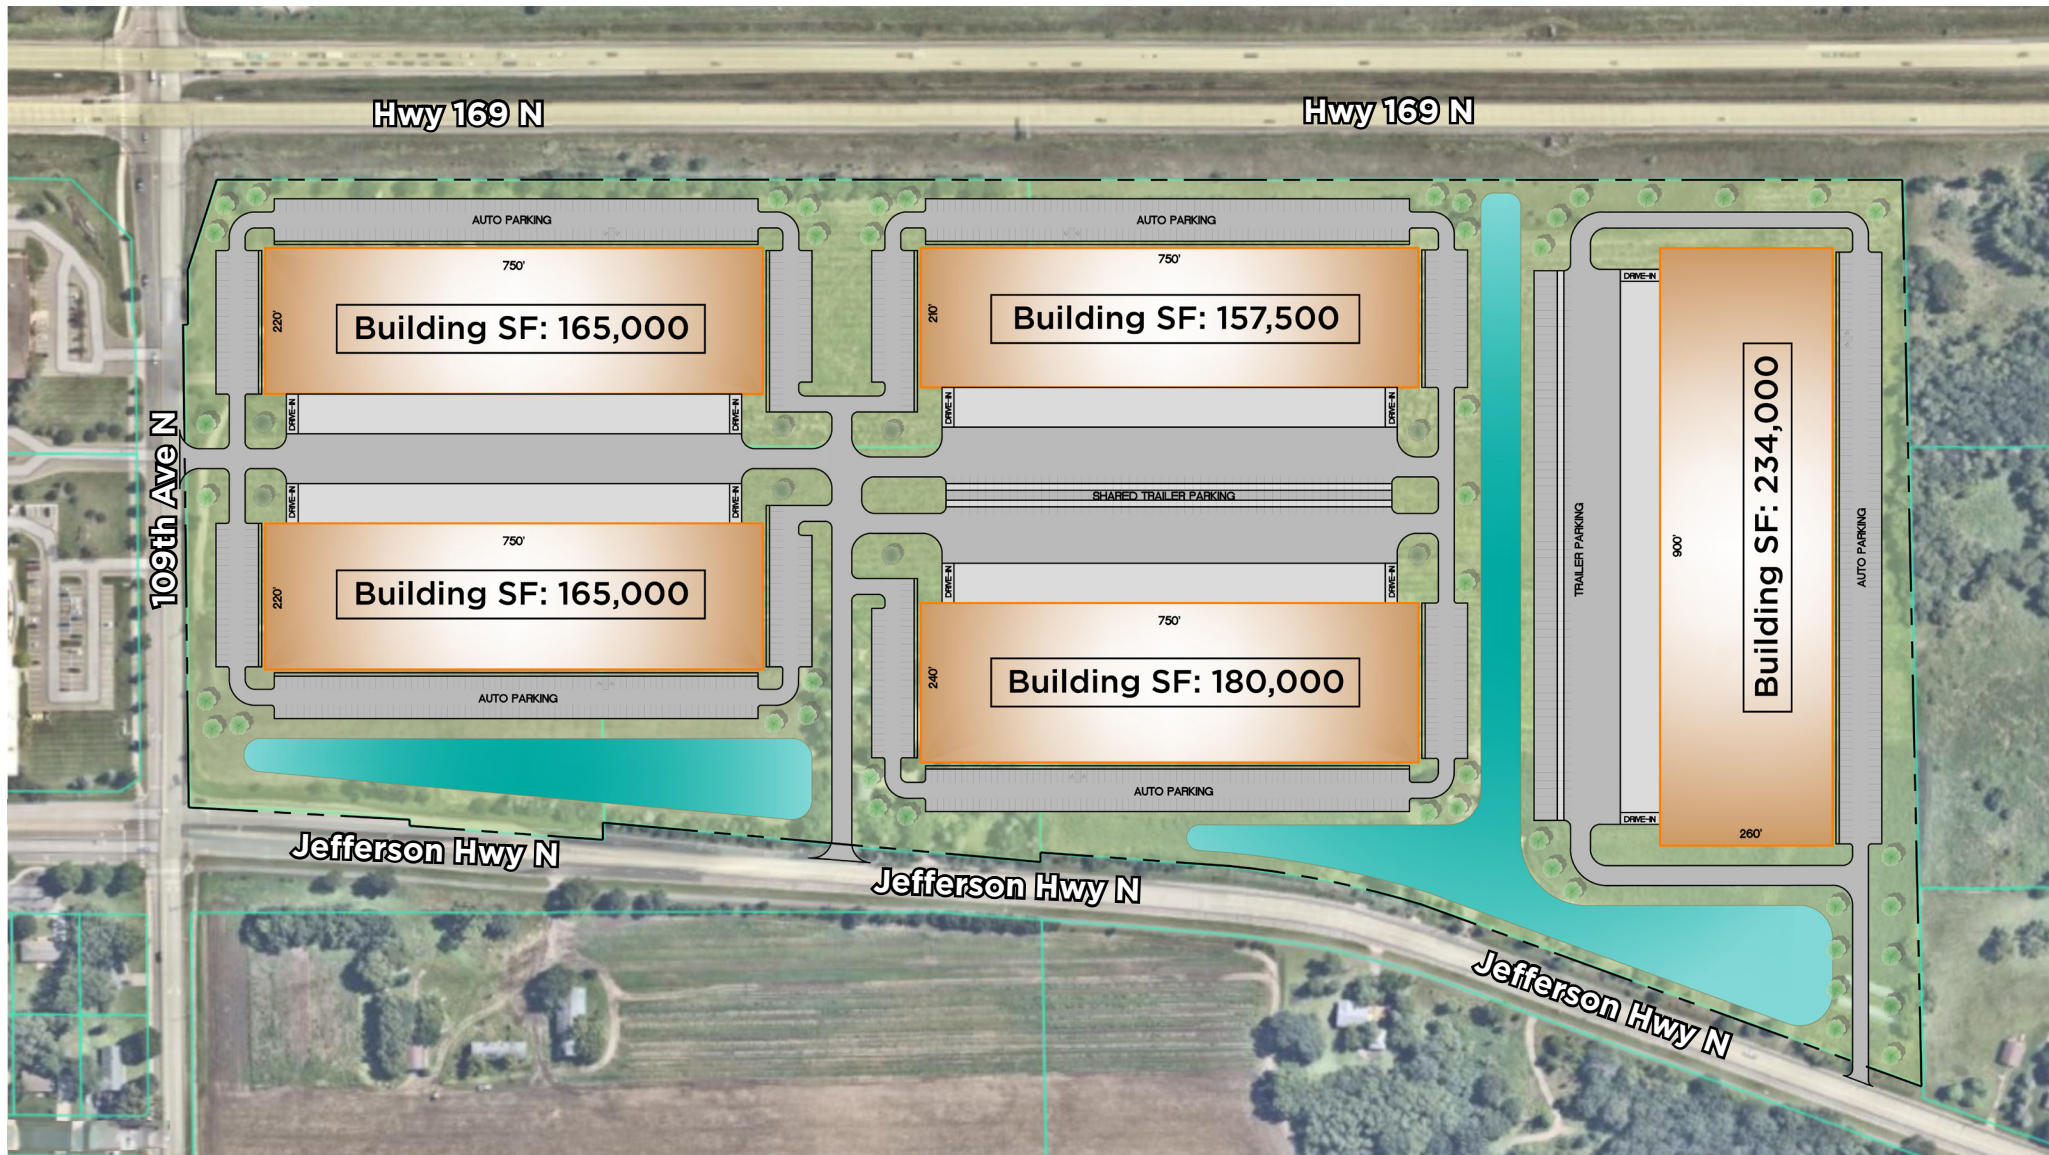 Hwy 169 N
Hwy 169 N
AUTO PARKING
AUTO PARKING
750'
220'
Building SF: 165,000
DRIVE-IN
DRIVE-IN
750'
210'
Building SF: 157,500
DRIVE-IN
DRIVE-IN
DRIVE-IN
TRAILER PARKING
900'
Building SF: 234,000
AUTO PARKING
260'
DRIVE-IN
109th Ave N
SHARED TRAILER PARKING
DRIVE-IN
DRIVE-IN
750'
220'
Building SF: 165,000
AUTO PARKING
DRIVE-IN
DRIVE-IN
750'
240'
Building SF: 180,000
AUTO PARKING
Jefferson Hwy N
Jefferson Hwy N
Jefferson Hwy N